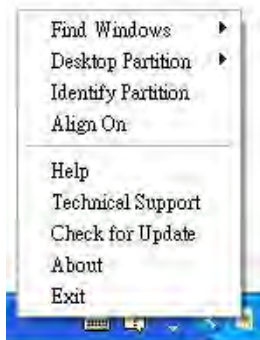 Find Windows
Desktop Partition
Identify Partition
Align On
Help
Technical Support
Check for Update
About
Exit